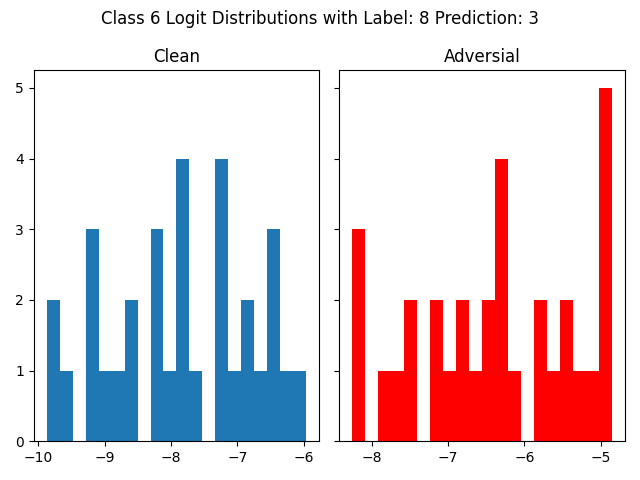 Class 6 Logit Distributions with Label: 8 Prediction: 3
Clean
Adversial
5
4
3
2
1
0
−10 −9 −8 −7 −6
−8 −7 −6 −5